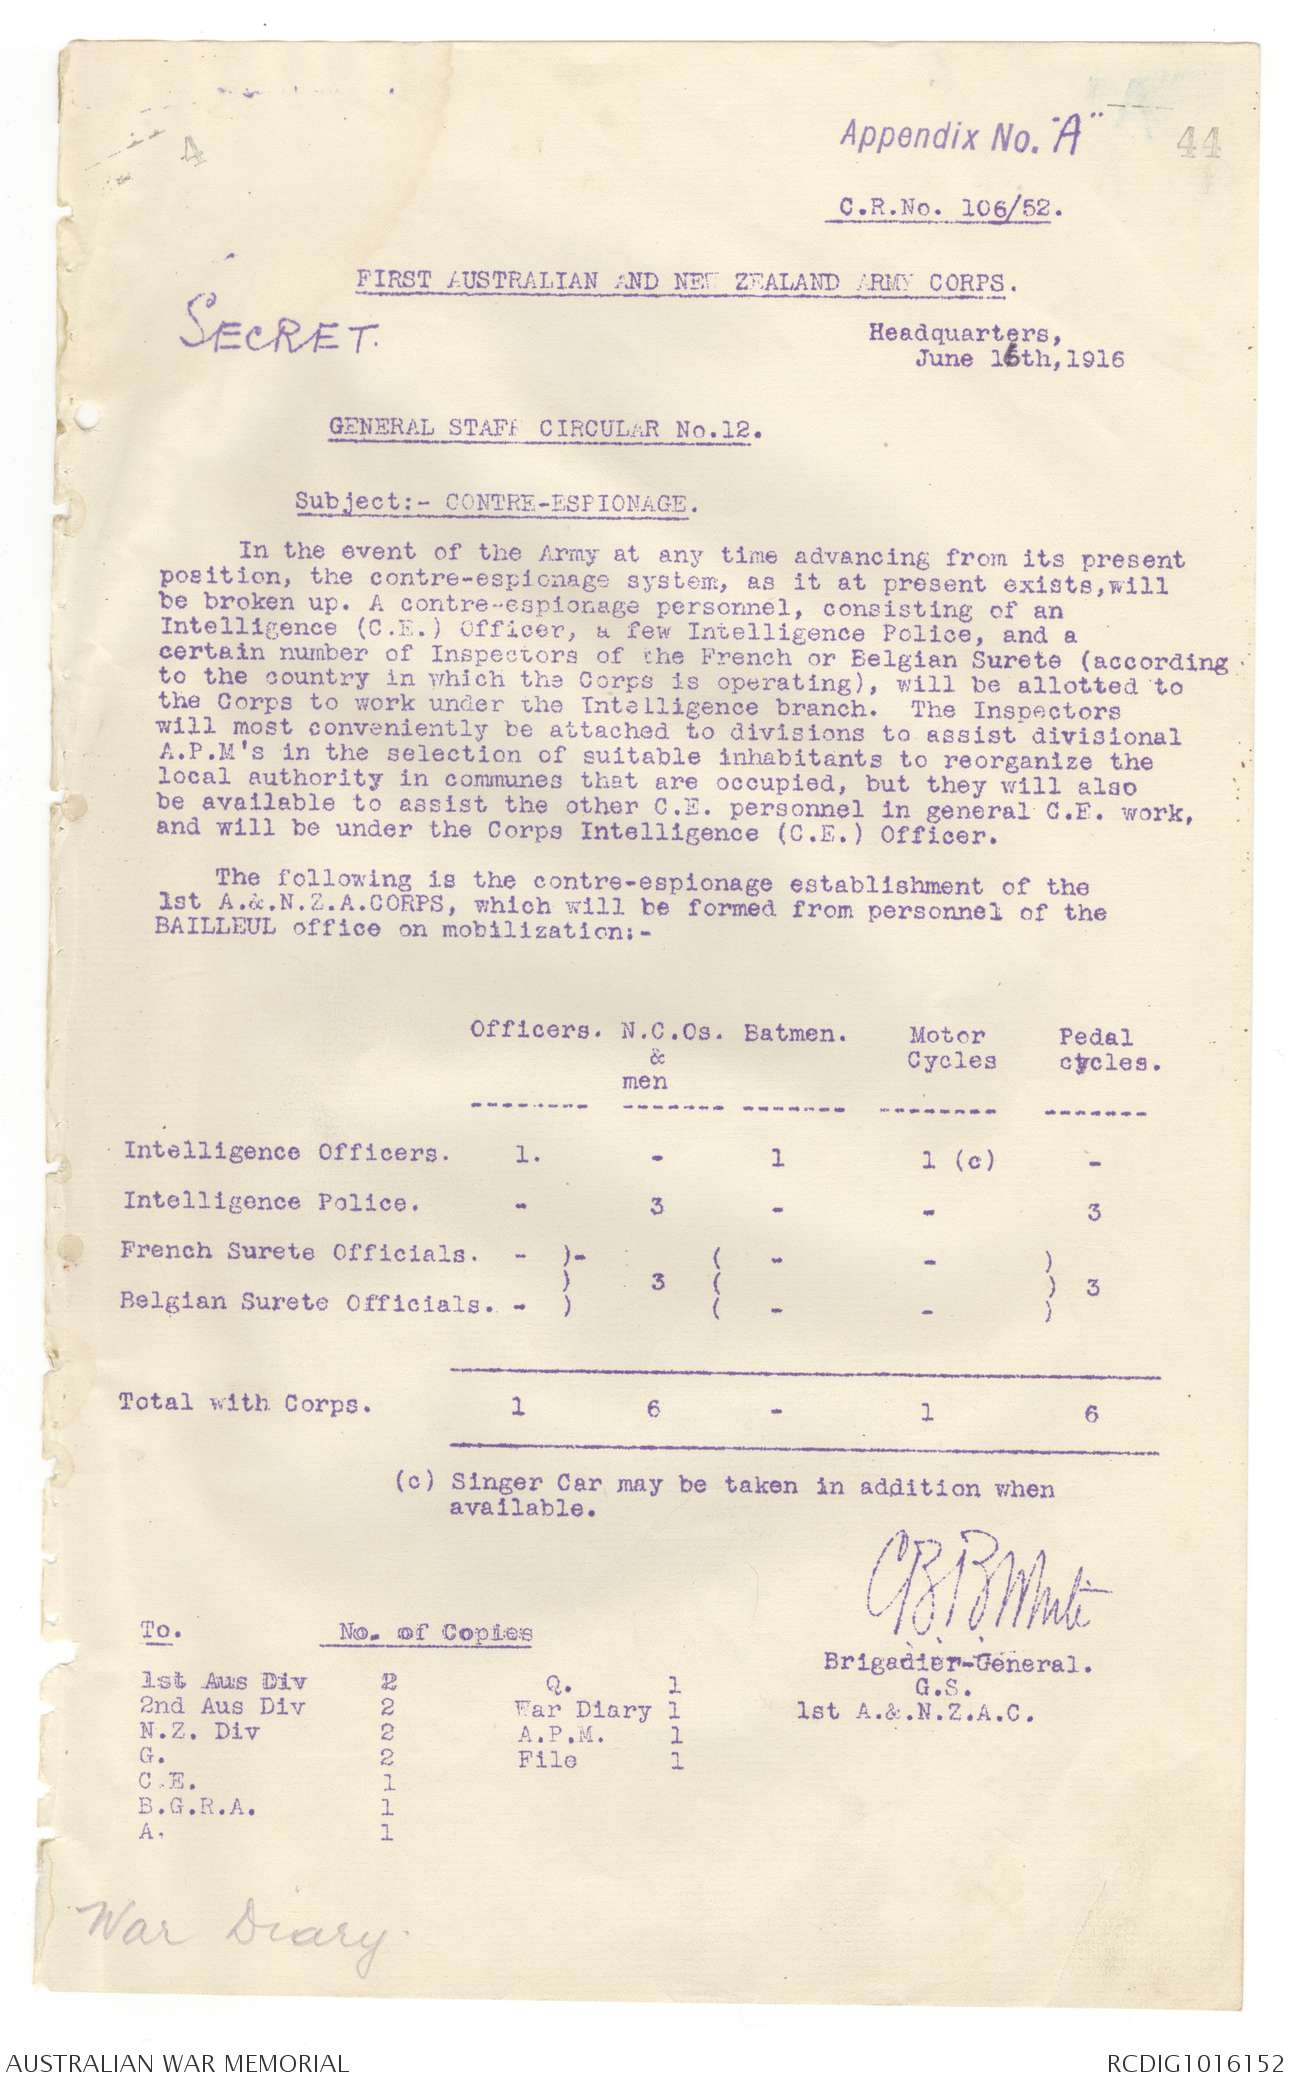 4
Appendix No. "A"
44
C.R.No. 106/52.
FIRST AUSTRALIAN AND NEW ZEALAND ARMY CORPS.
SECRET.
Headquarters,
June 16th,1916
GENERAL STAFF CIRCULAR No.12.
Subject:- CONTRE-ESPIONAGE.
In the event of the Army at any time advancing from its present
position, the contre-espionage system, as it at present exists,will
be broken up. A contre-espionage personnel, consisting of an
Intelligence (C.E.) Officer, a few Intelligence Police, and a
certain number of Inspectors of the French or Belgian Surete (according
to the country in which the Corps is operating), will be allotted to
the Corps to work under the Intelligence branch. The Inspectors
will most conveniently be attached to divisions to assist divisional
A.P.M's in the selection of suitable inhabitants to reorganize the
local authority in communes that are occupied, but they will also
be available to assist the other C.E. personnel in general C.E. work,
and will be under the Corps Intelligence (C.E.) Officer.
The following is the contre-espionage establishment of the
1st A.&.N.Z.A.CORPS, which will be formed from personnel of the
BAILLEUL office on mobilization:-
Officers. N.C.Os. Batmen. Motor Pedal
& Cycles cycles.
men
-------- ------- ------- -------- -------
Intelligence Officers. 1. - 1 1 (c) -
Intelligence Police. - 3 - - 3
French Surete Officials. - )- ( - - )
) 3 ( ) 3
Belgian Surete Officials. - ) ( - - )
Total with Corps. 1 6 - 1 6
(c) Singer Car may be taken in addition when
available.
CBBWhite
Brigadier-General.
G.S.
1st A.&.N.Z.A.C.
To. No. of Copies
1st Aus Div 2 Q. 1
2nd Aus Div 2 War Diary 1
N.Z. Div 2 A.P.M. 1
G. 2 File 1
C.E. 1
B.G.R.A. 1
A. 1
War Diary.
AUSTRALIAN WAR MEMORIAL
RCDIG1016152